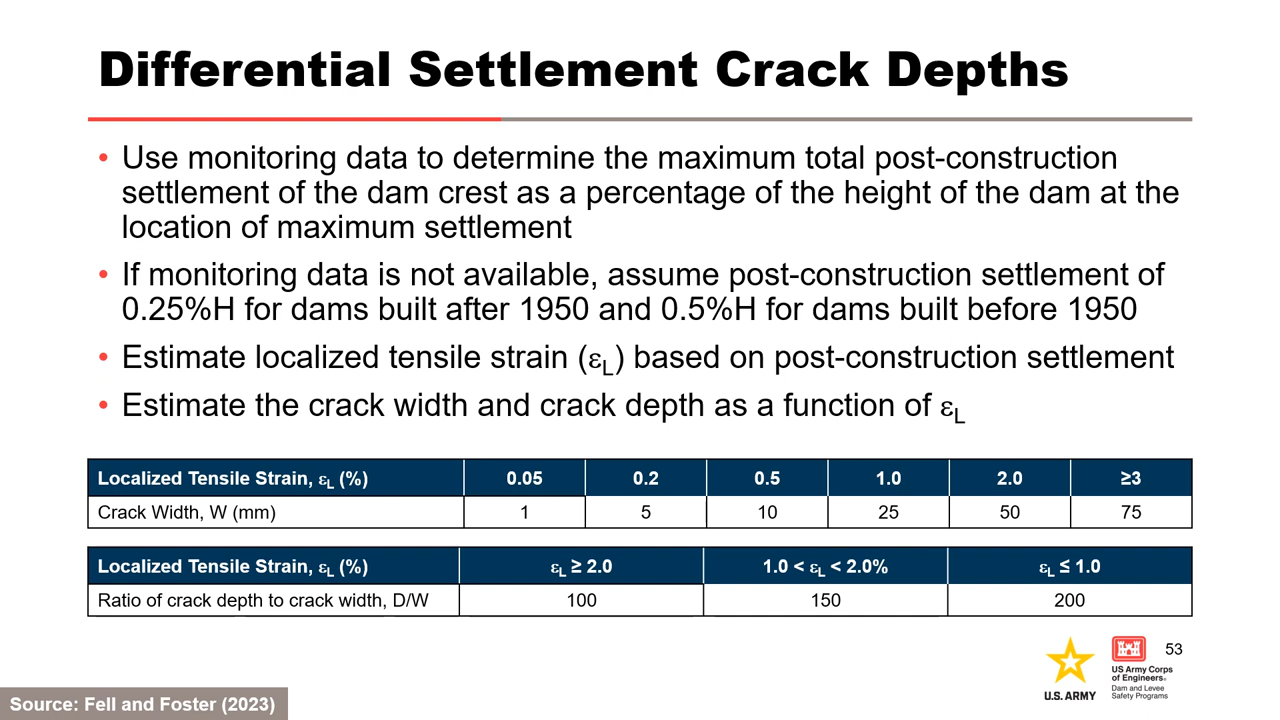 Differential Settlement Crack Depths
• Use monitoring data to determine the maximum total post-construction
settlement of the dam crest as a percentage of the height of the dam at the
location of maximum settlement
• If monitoring data is not available, assume post-construction settlement of
0.25%H for dams built after 1950 and 0.5%H for dams built before 1950
• Estimate localized tensile strain (εL) based on post-construction settlement
• Estimate the crack width and crack depth as a function of εL
Localized Tensile Strain, εL (%) 0.05 0.2 0.5 1.0 2.0 ≥3
Crack Width, W (mm) 1 5 10 25 50 75
Localized Tensile Strain, εL (%) εL ≥ 2.0 1.0 < εL < 2.0% εL ≤ 1.0
Ratio of crack depth to crack width, D/W 100 150 200
53
U.S. ARMY
US Army Corps
of Engineers®
Dam and Levee
Safety Programs
Source: Fell and Foster (2023)